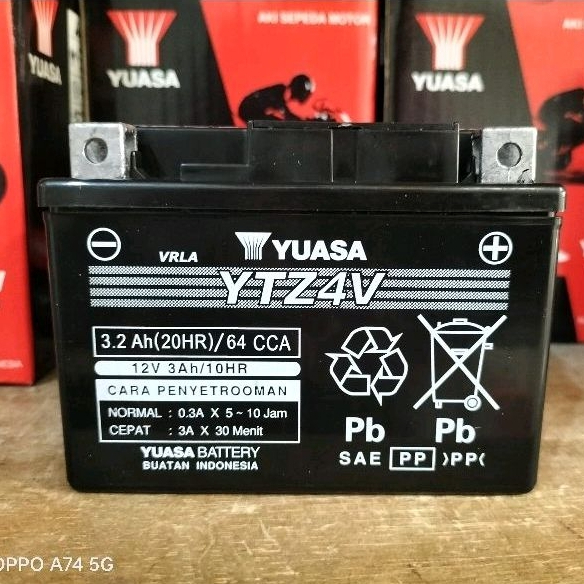 YUASA
YUASA
AKI SEPEDA MOTOR
YUASA
VRLA
YUASA
YTZ4V
3.2 Ah(20HR)/64 CCA
12V 3Ah/10HR
CARA PENYETROOMAN
NORMAL : 0.3A X 5 ~ 10 Jam
CEPAT : 3A X 30 Menit
YUASA BATTERY
BUATAN INDONESIA
Pb Pb
SAE PP >PP<
OPPO A74 5G